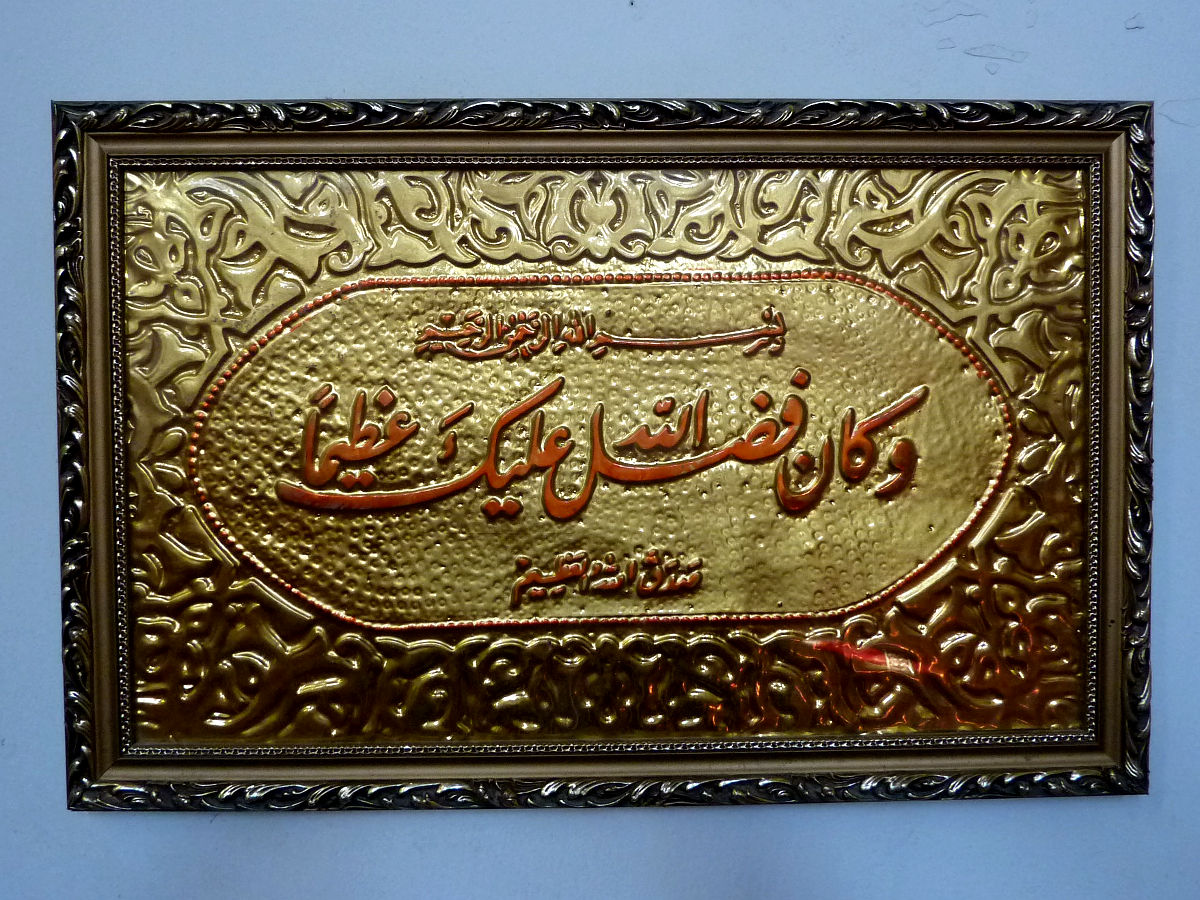 بسم الله الرحمن الرحيم
وكان فضل الله عليك عظيماً
صدق الله العظيم